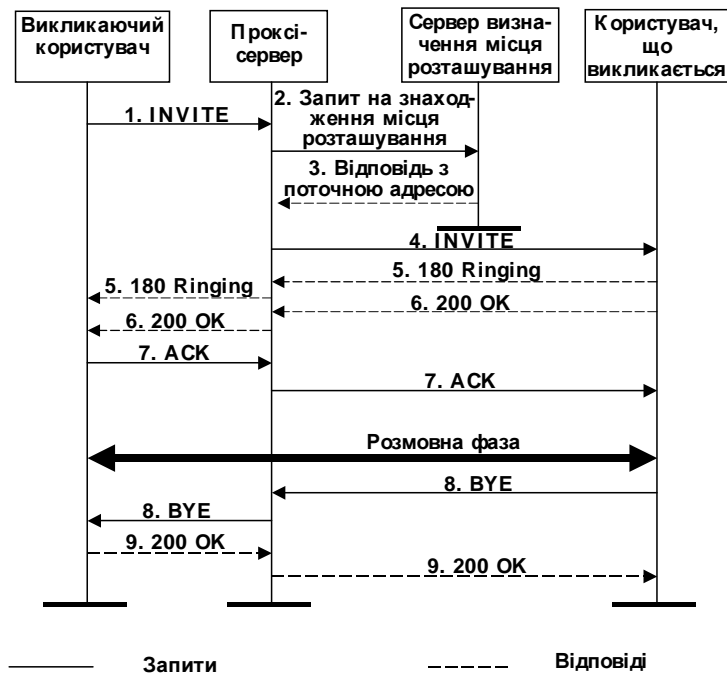 Викликаючий
користувач
Проксі-
сервер
Сервер визна-
чення місця
розташування
Користувач,
що
викликається
1. INVITE
2. Запит на знаход-
ження місця
розташування
3. Відповідь з
поточною адресою
4. INVITE
5. 180 Ringing
5. 180 Ringing
6. 200 OK
6. 200 OK
7. ACK
7. ACK
Розмовна фаза
8. BYE
8. BYE
9. 200 OK
9. 200 OK
Запити
Відповіді